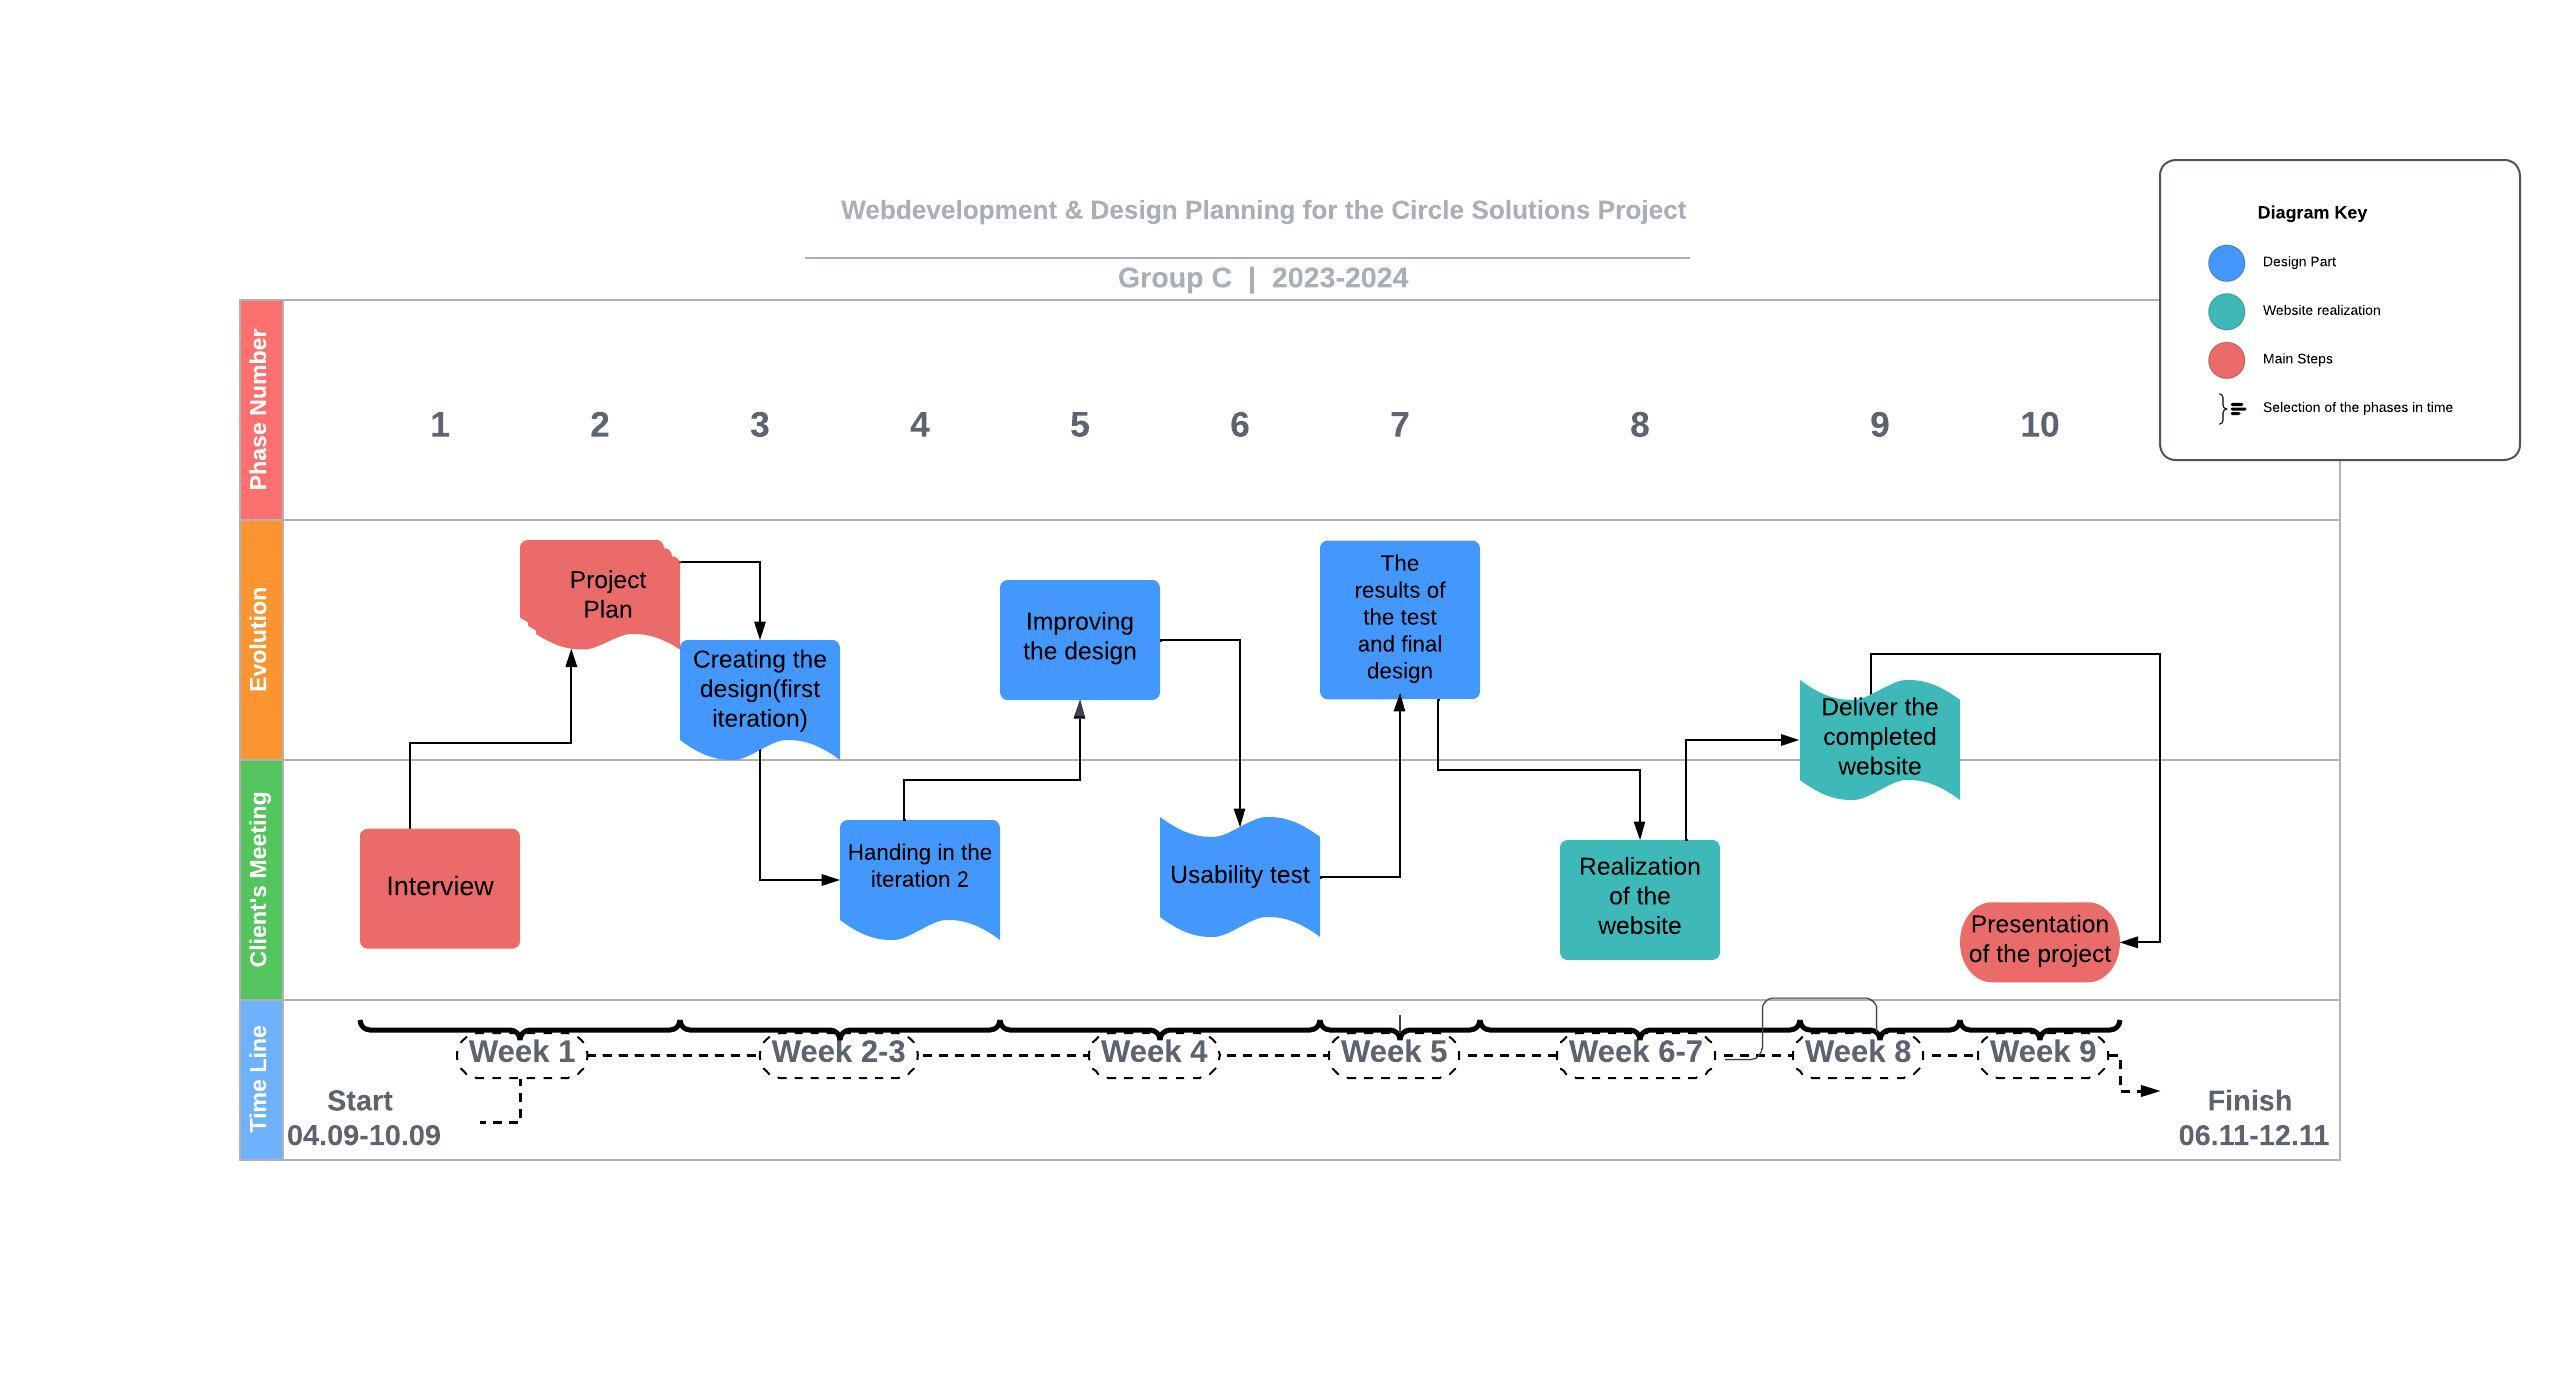 Webdevelopment & Design Planning for the Circle Solutions Project
Group C | 2023-2024
Diagram Key
Design Part
Website realization
Main Steps
Selection of the phases in time
Phase Number
1 2 3 4 5 6 7 8 9 10
Evolution
Project
Plan
Creating the
design(first
iteration)
Improving
the design
The
results of
the test
and final
design
Deliver the
completed
website
Client's Meeting
Interview
Handing in the
iteration 2
Usability test
Realization
of the
website
Presentation
of the project
Time Line
Week 1 Week 2-3 Week 4 Week 5 Week 6-7 Week 8 Week 9
Start
04.09-10.09
Finish
06.11-12.11